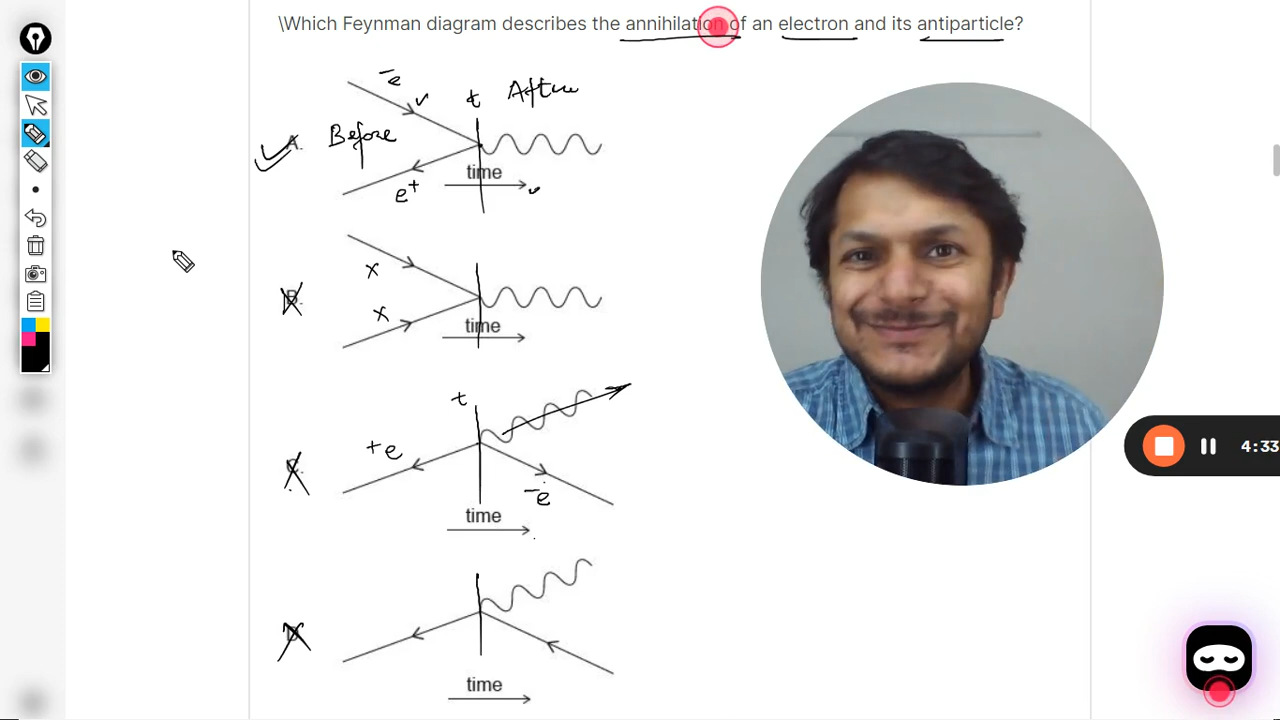 \Which Feynman diagram describes the annihilation of an electron and its antiparticle?
-e
t After
A. Before
time
e+
B. x
x
time
t
C. +e
-e
time
D.
time
4:33